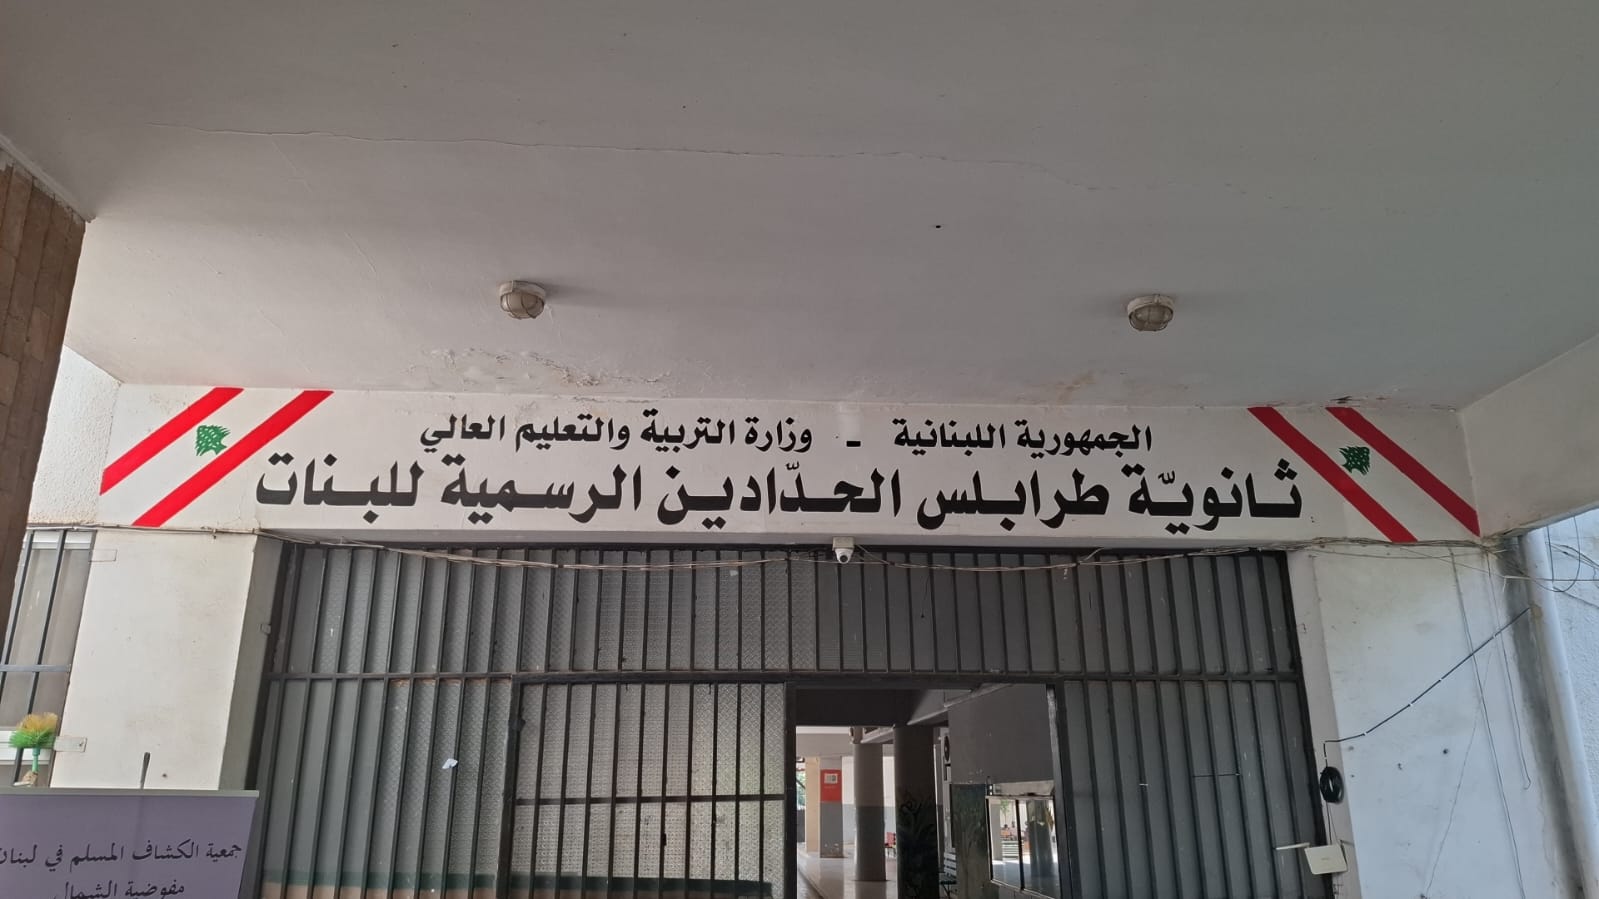 الجمهورية اللبنانية - وزارة التربية والتعليم العالي
ثانويّة طرابلس الحدّادين الرسمية للبنات
جمعية الكشاف المسلم في لبنان
مفوضية الشمال